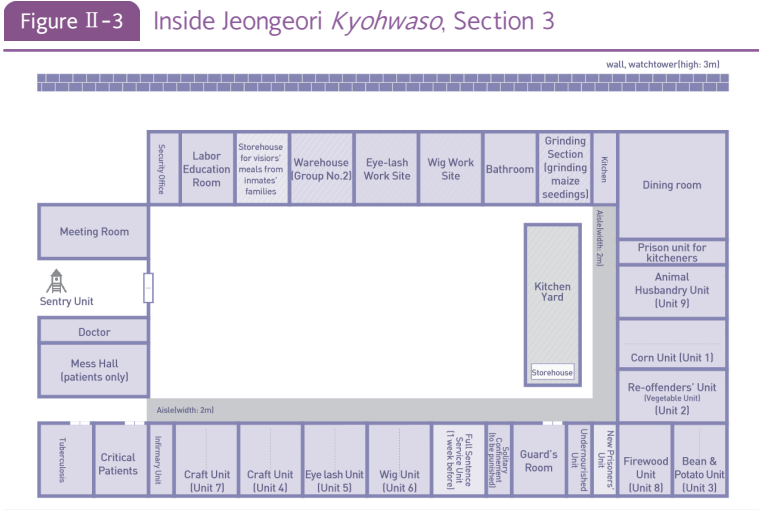 Figure Ⅱ-3 Inside Jeongeori Kyohwaso, Section 3
wall, watchtower(high: 3m)
Security Office
Labor
Education
Room
Storehouse
for visiors'
meals from
inmates'
families
Warehouse
(Group No.2)
Eye-lash
Work Site
Wig Work
Site
Bathroom
Grinding
Section
(grinding
maize
seedings)
Kitchen
Dining room
Meeting Room
Aisle(width: 2m)
Prison unit for
kitcheners
Sentry Unit
Kitchen
Yard
Storehouse
Animal
Husbandry Unit
(Unit 9)
Doctor
Corn Unit (Unit 1)
Mess Hall
(patients only)
Re-offenders' Unit
(Vegetable Unit)
(Unit 2)
Aisle(width: 2m)
Tuberculosis
Critical
Patients
Infirmary Unit
Craft Unit
(Unit 7)
Craft Unit
(Unit 4)
Eye lash Unit
(Unit 5)
Wig Unit
(Unit 6)
Full Sentence
Service Unit
(1 week before)
Solitary
Confinement
(to be punished)
Guard's
Room
Undernourished
Unit
New Prisoners'
Unit
Firewood
Unit
(Unit 8)
Bean &
Potato Unit
(Unit 3)